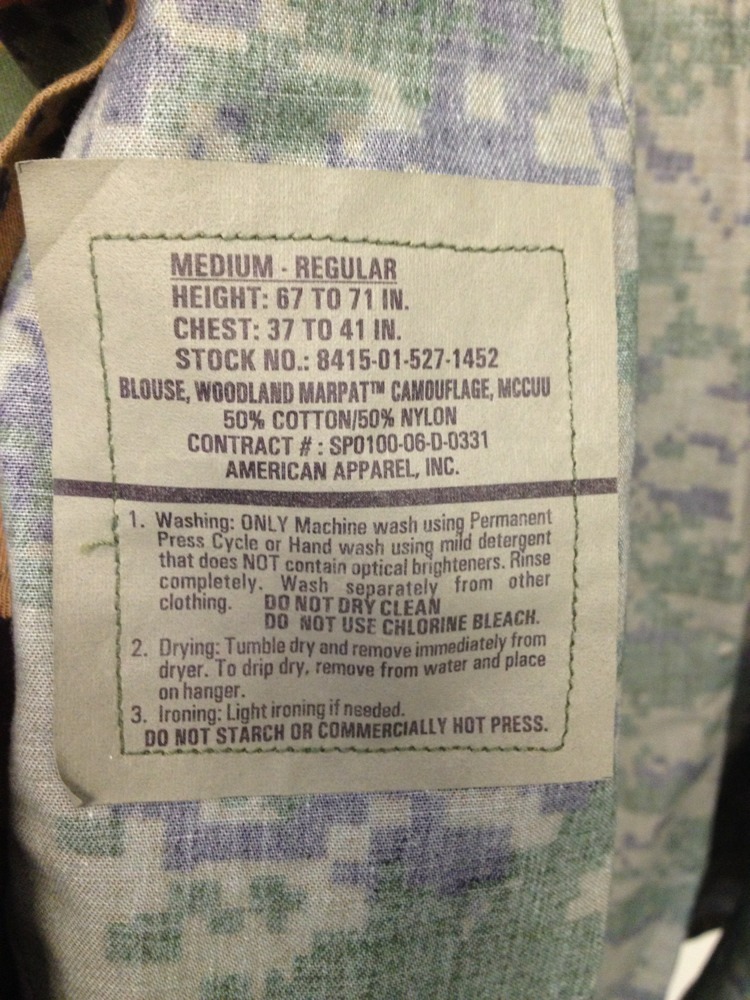 MEDIUM - REGULAR
HEIGHT: 67 TO 71 IN.
CHEST: 37 TO 41 IN.
STOCK NO.: 8415-01-527-1452
BLOUSE, WOODLAND MARPAT™ CAMOUFLAGE, MCCUU
50% COTTON/50% NYLON
CONTRACT # : SP0100-06-D-0331
AMERICAN APPAREL, INC.
1. Washing: ONLY Machine wash using Permanent
Press Cycle or Hand wash using mild detergent
that does NOT contain optical brighteners. Rinse
completely. Wash separately from other
clothing. DO NOT DRY CLEAN
DO NOT USE CHLORINE BLEACH.
2. Drying: Tumble dry and remove immediately from
dryer. To drip dry, remove from water and place
on hanger.
3. Ironing: Light ironing if needed.
DO NOT STARCH OR COMMERCIALLY HOT PRESS.